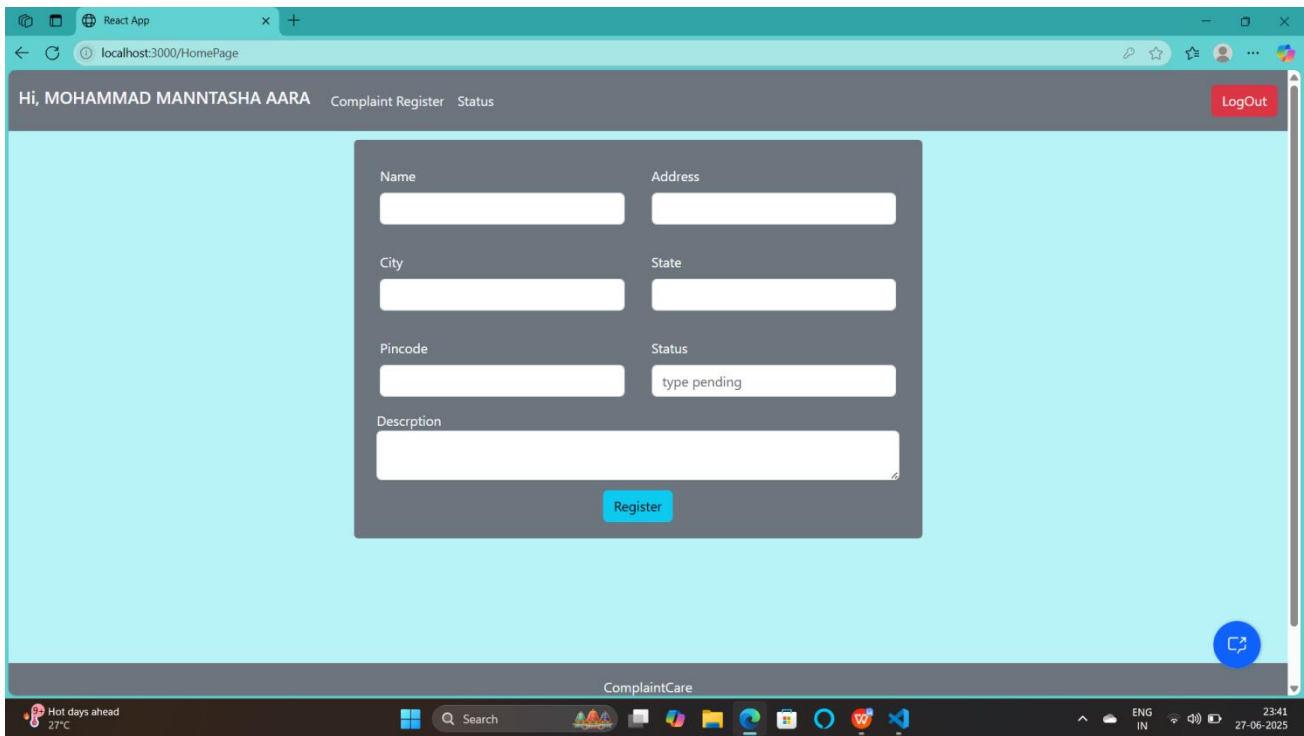 React App
localhost:3000/HomePage
Hi, MOHAMMAD MANNTASHA AARA Complaint Register Status LogOut
Name Address
City State
Pincode Status
type pending
Descrption
Register
ComplaintCare
9+ Hot days ahead
27°C
Search
ENG
IN
23:41
27-06-2025